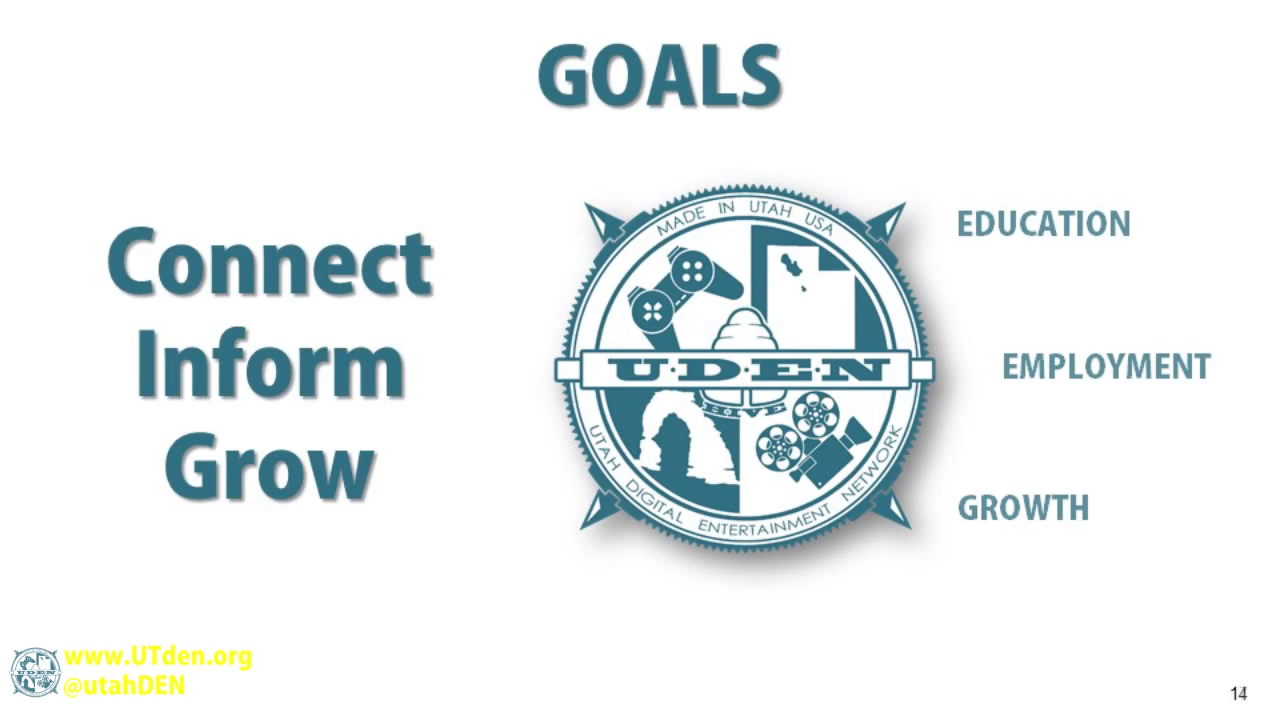 GOALS
Connect
Inform
Grow
MADE IN UTAH USA
U·D·E·N
UTAH DIGITAL ENTERTAINMENT NETWORK
EDUCATION
EMPLOYMENT
GROWTH
UDEN
www.UTden.org
@utahDEN
14